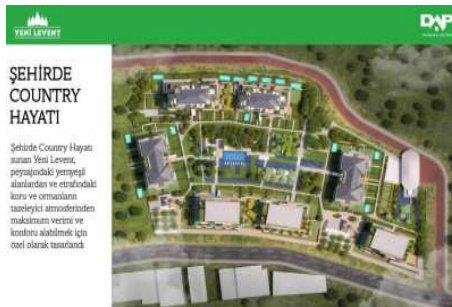 YENİ LEVENT
DAP
ŞEHİRDE
COUNTRY
HAYATI
Şehirde Country Hayatı
sunan Yeni Levent,
peyzajındaki yemyeşil
alanlardan ve etrafındaki
koru ve ormanların
tazeleyici atmosferinden
maksimum verimi ve
konforu alabilmek için
özel olarak tasarlandı